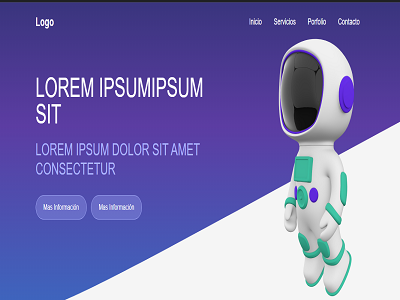 Logo
Inicio Servicios Porfolio Contacto
LOREM IPSUMIPSUM
SIT
LOREM IPSUM DOLOR SIT AMET
CONSECTETUR
Mas Información Mas Información